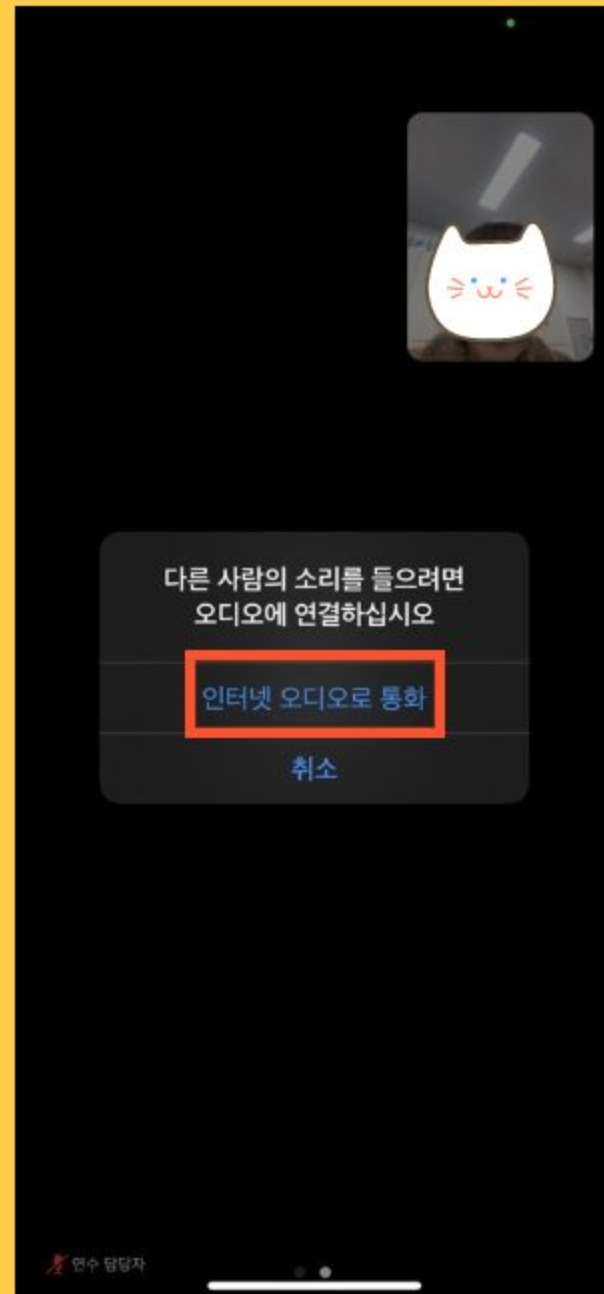 다른 사람의 소리를 들으려면
오디오에 연결하십시오
인터넷 오디오로 통화
취소
연수 담당자